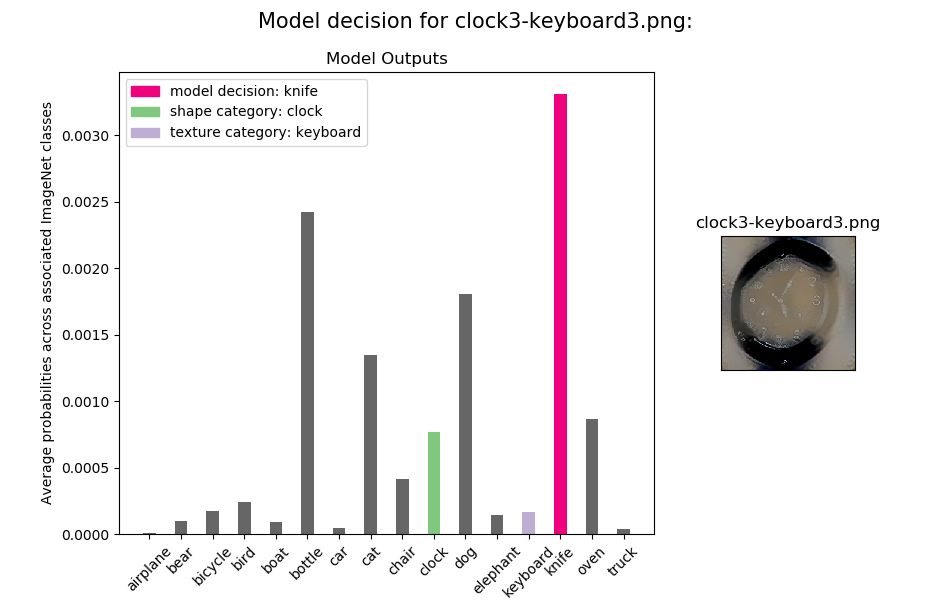 Model decision for clock3-keyboard3.png:
Model Outputs
model decision: knife
shape category: clock
texture category: keyboard
Average probabilities across associated ImageNet classes
0.0030
0.0025
0.0020
0.0015
0.0010
0.0005
0.0000
airplane
bear
bicycle
bird
boat
bottle
car
cat
chair
clock
dog
elephant
keyboard
knife
oven
truck
clock3-keyboard3.png